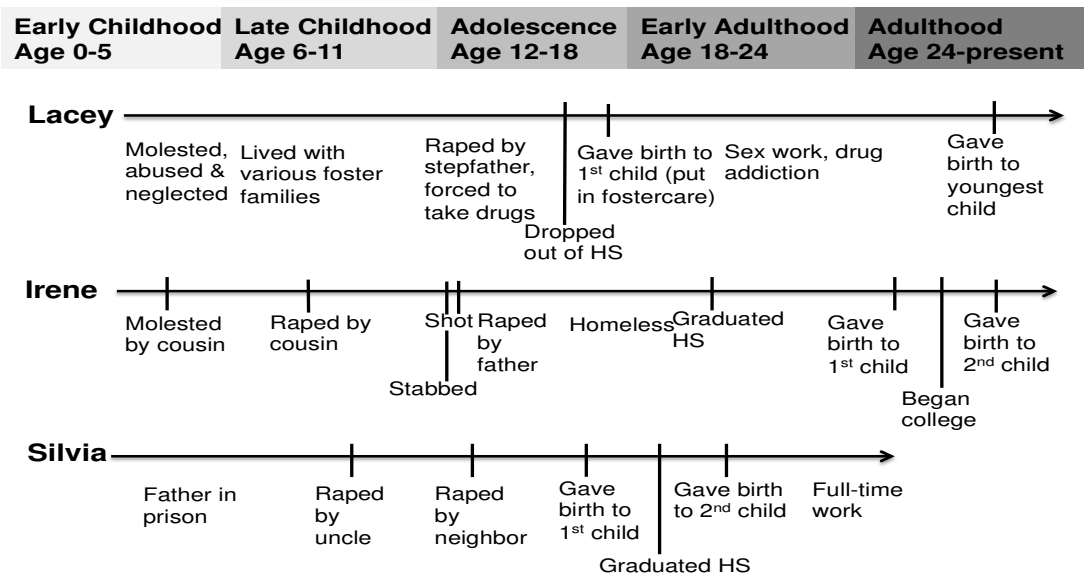 Early Childhood Late Childhood Adolescence Early Adulthood Adulthood
Age 0-5 Age 6-11 Age 12-18 Age 18-24 Age 24-present
Lacey
Molested,
abused &
neglected
Lived with
various foster
families
Raped by
stepfather,
forced to
take drugs
Dropped
out of HS
Gave birth to
1st child (put
in fostercare)
Sex work, drug
addiction
Gave
birth to
youngest
child
Irene
Molested
by cousin
Raped by
cousin
Stabbed
Shot
Raped
by
father
Homeless
Graduated
HS
Gave
birth to
1st child
Began
college
Gave
birth to
2nd child
Silvia
Father in
prison
Raped
by
uncle
Raped
by
neighbor
Gave
birth to
1st child
Graduated HS
Gave birth
to 2nd child
Full-time
work